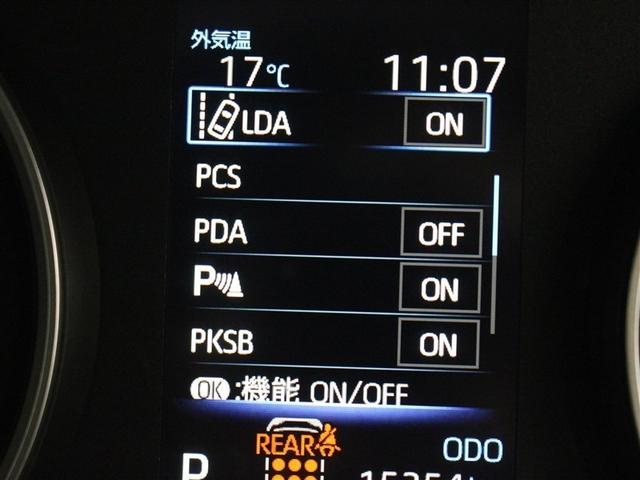 外気温
17℃ 11:07
LDA ON
PCS
PDA OFF
P ON
PKSB ON
OK :機能 ON/OFF
REAR ODO
P